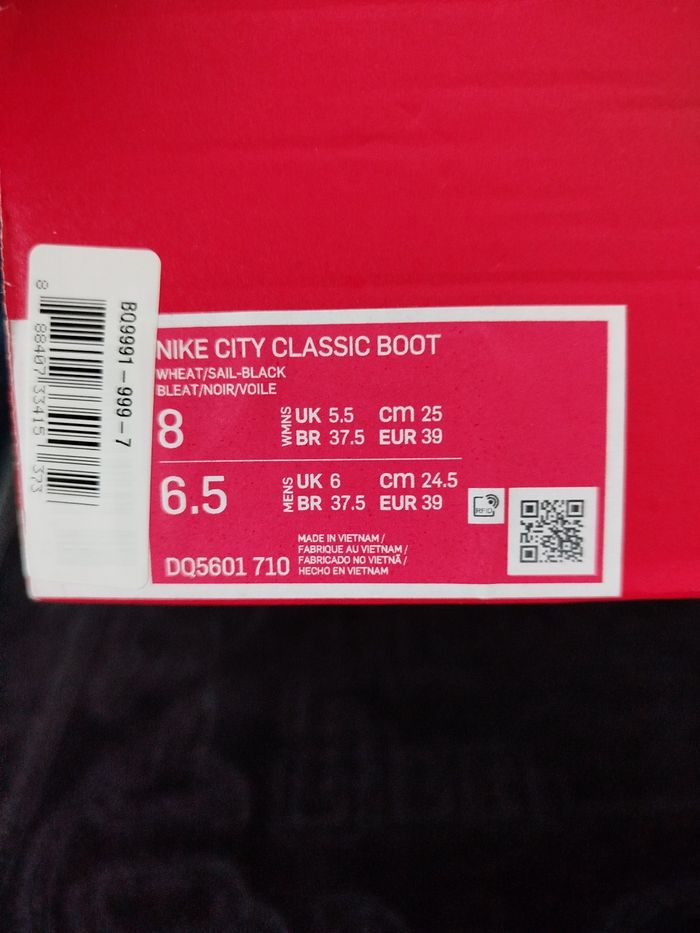 NIKE CITY CLASSIC BOOT
WHEAT/SAIL-BLACK
BLEAT/NOIR/VOILE
8 WMNS UK 5.5 cm 25
BR 37.5 EUR 39
6.5 MENS UK 6 cm 24.5
BR 37.5 EUR 39
RFID
DQ5601 710
MADE IN VIETNAM /
FABRIQUE AU VIETNAM /
FABRICADO NO VIETNÃ /
HECHO EN VIETNAM
BQ9991-999-7
8 88407 33415 1 323